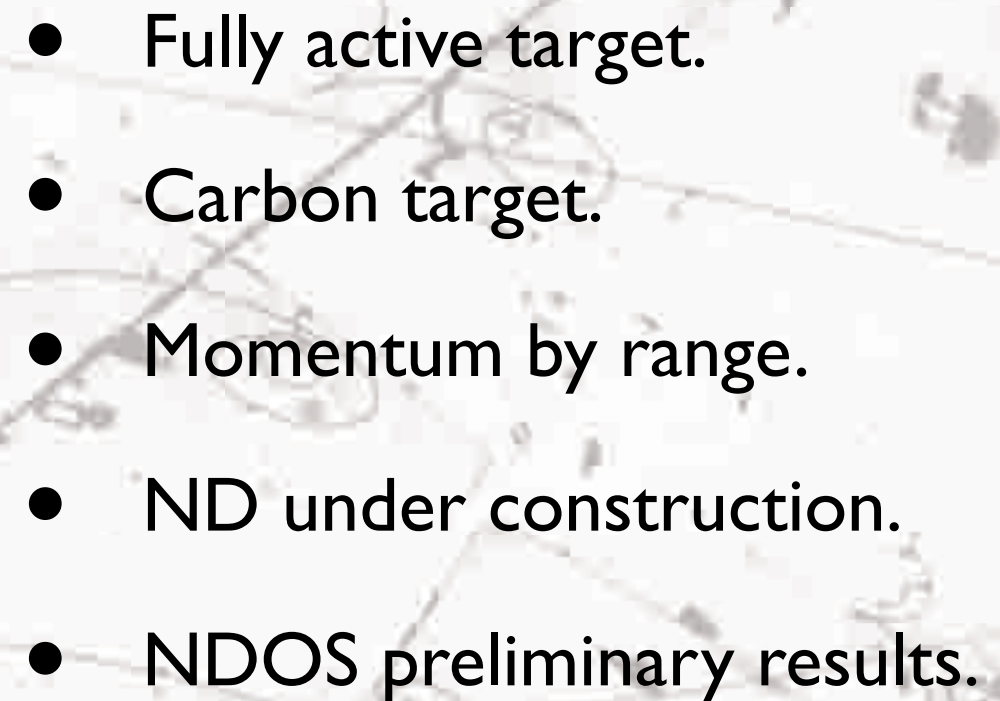 • Fully active target.
• Carbon target.
• Momentum by range.
• ND under construction.
• NDOS preliminary results.